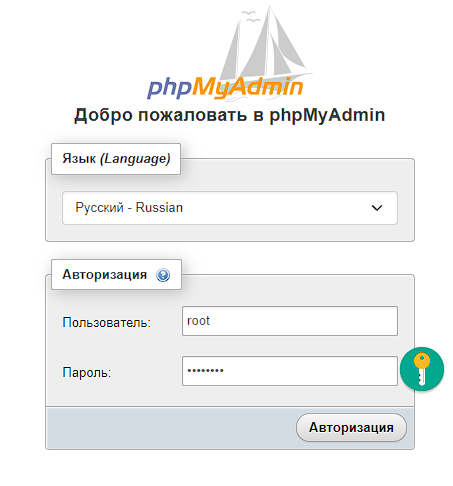 phpMyAdmin
Добро пожаловать в phpMyAdmin
Язык (Language)
Русский - Russian
Авторизация
Пользователь: root
Пароль: ••••••••
Авторизация